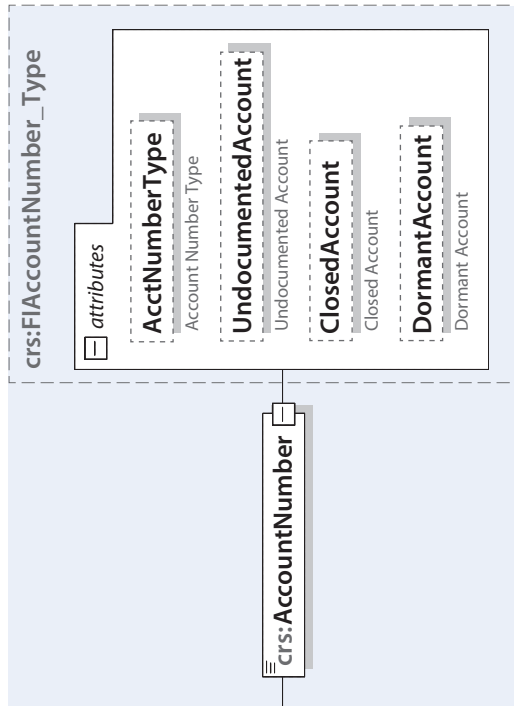 crs:FIAccountNumber_Type
attributes
AcctNumberType
Account Number Type
UndocumentedAccount
Undocumented Account
ClosedAccount
Closed Account
DormantAccount
Dormant Account
crs:AccountNumber